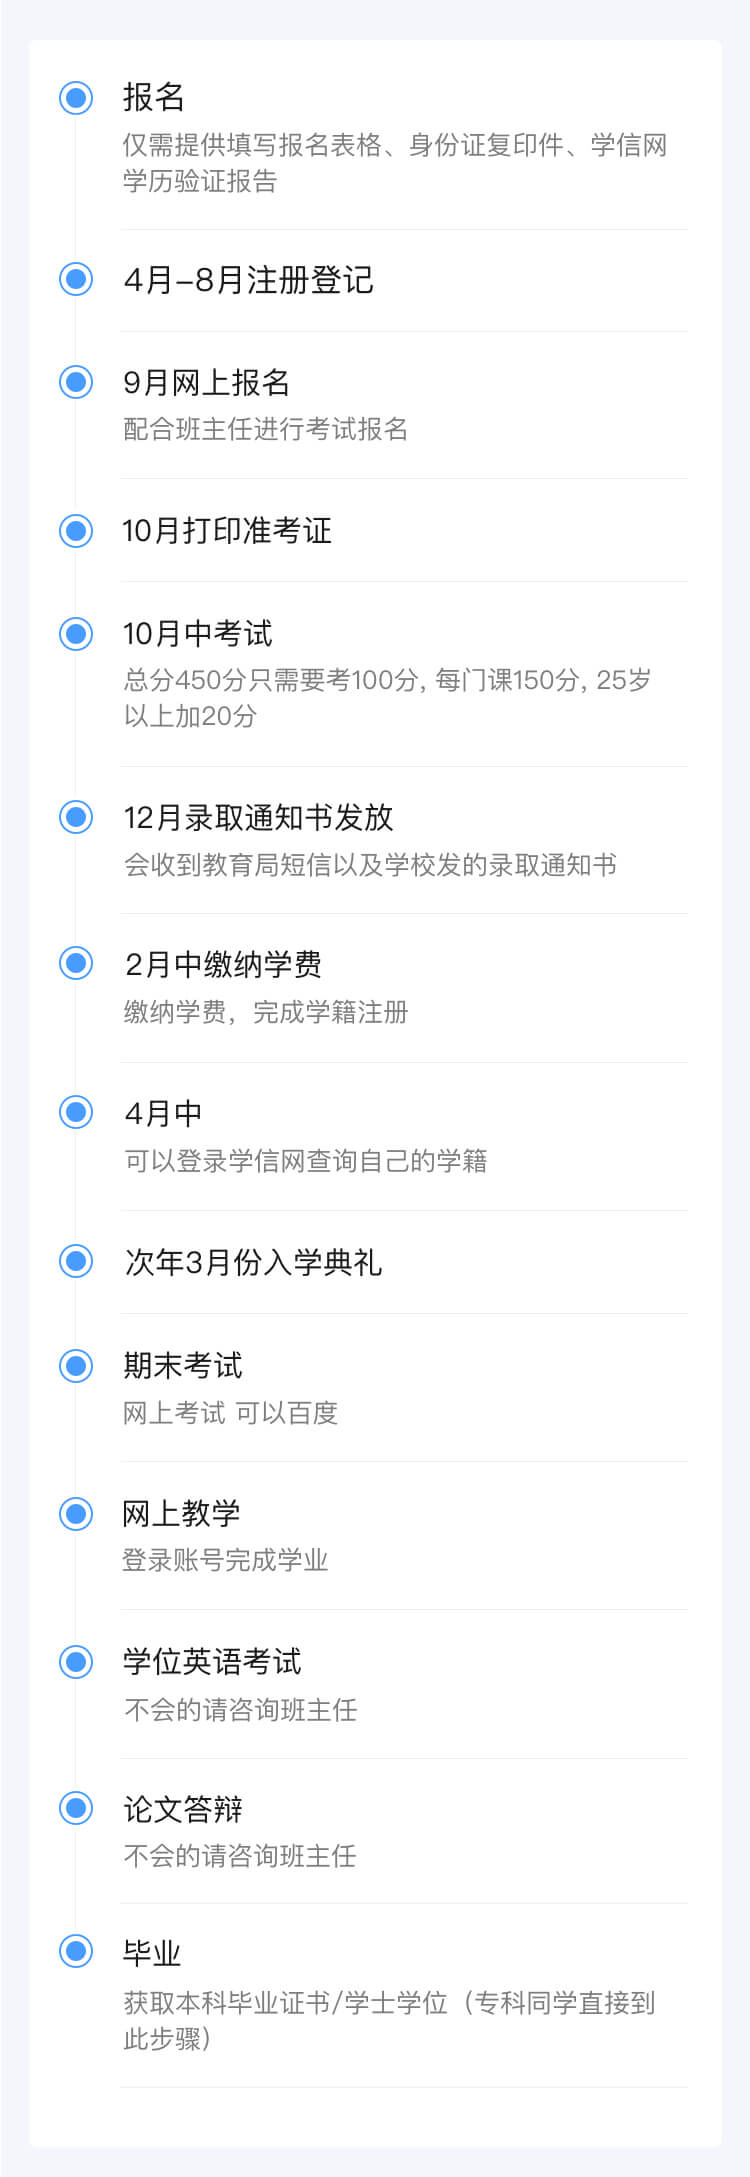 报名
仅需提供填写报名表格、身份证复印件、学信网
学历验证报告
4月-8月注册登记
9月网上报名
配合班主任进行考试报名
10月打印准考证
10月中考试
总分450分只需要考100分, 每门课150分, 25岁
以上加20分
12月录取通知书发放
会收到教育局短信以及学校发的录取通知书
2月中缴纳学费
缴纳学费，完成学籍注册
4月中
可以登录学信网查询自己的学籍
次年3月份入学典礼
期末考试
网上考试 可以百度
网上教学
登录账号完成学业
学位英语考试
不会的请咨询班主任
论文答辩
不会的请咨询班主任
毕业
获取本科毕业证书/学士学位（专科同学直接到
此步骤）